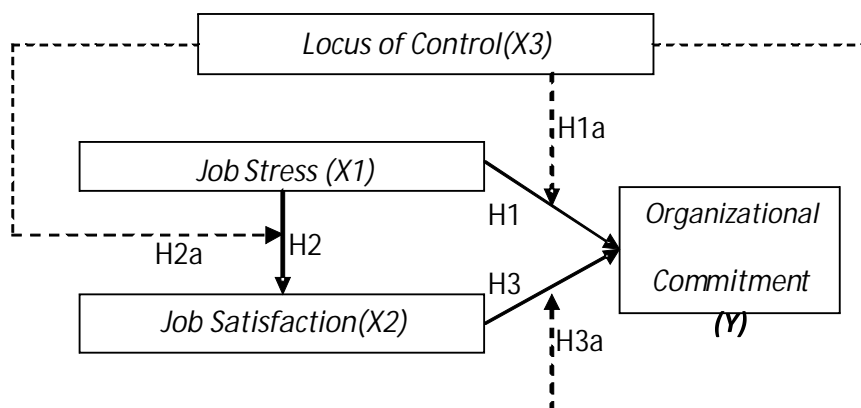 Locus of Control(X3)
H1a
Job Stress (X1)
H1
Organizational
Commitment
(Y)
H2a
H2
H3
Job Satisfaction(X2)
H3a